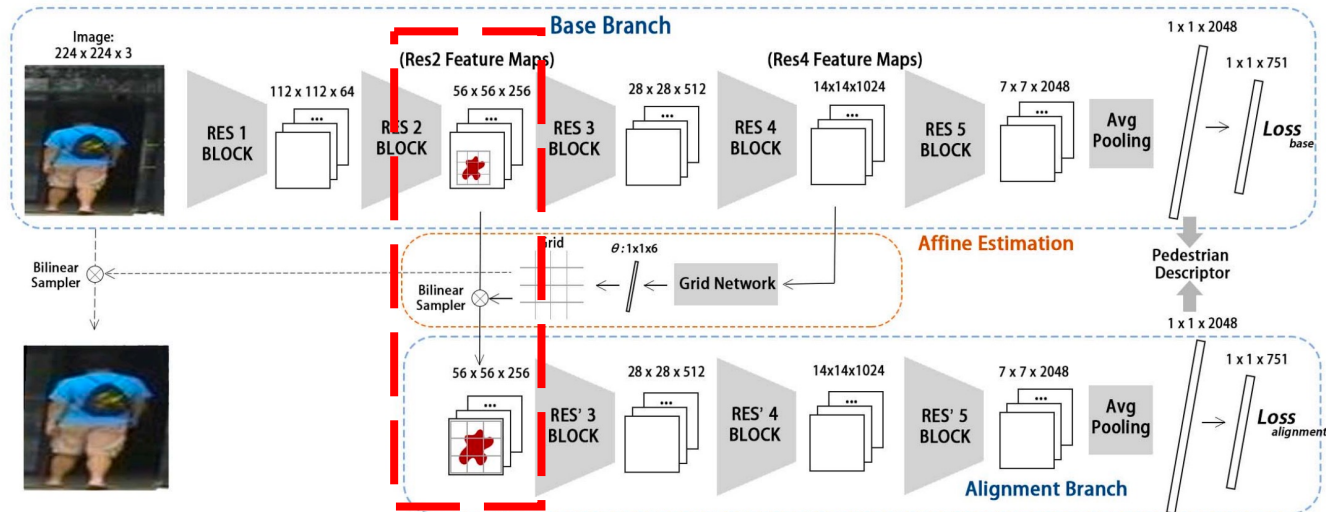 Base Branch
Image:
224 x 224 x 3
(Res2 Feature Maps)
(Res4 Feature Maps)
1 x 1 x 2048
1 x 1 x 751
112 x 112 x 64
56 x 56 x 256
28 x 28 x 512
14x14x1024
7 x 7 x 2048
RES 1
BLOCK
...
RES 2
BLOCK
...
RES 3
BLOCK
...
RES 4
BLOCK
...
RES 5
BLOCK
...
Avg
Pooling
Loss
base
Affine Estimation
Bilinear
Sampler
Bilinear
Sampler
Grid
θ : 1x1x6
Grid Network
Pedestrian
Descriptor
1 x 1 x 2048
1 x 1 x 751
56 x 56 x 256
28 x 28 x 512
14x14x1024
7 x 7 x 2048
...
RES' 3
BLOCK
...
RES' 4
BLOCK
...
RES' 5
BLOCK
...
Avg
Pooling
Loss
alignment
Alignment Branch